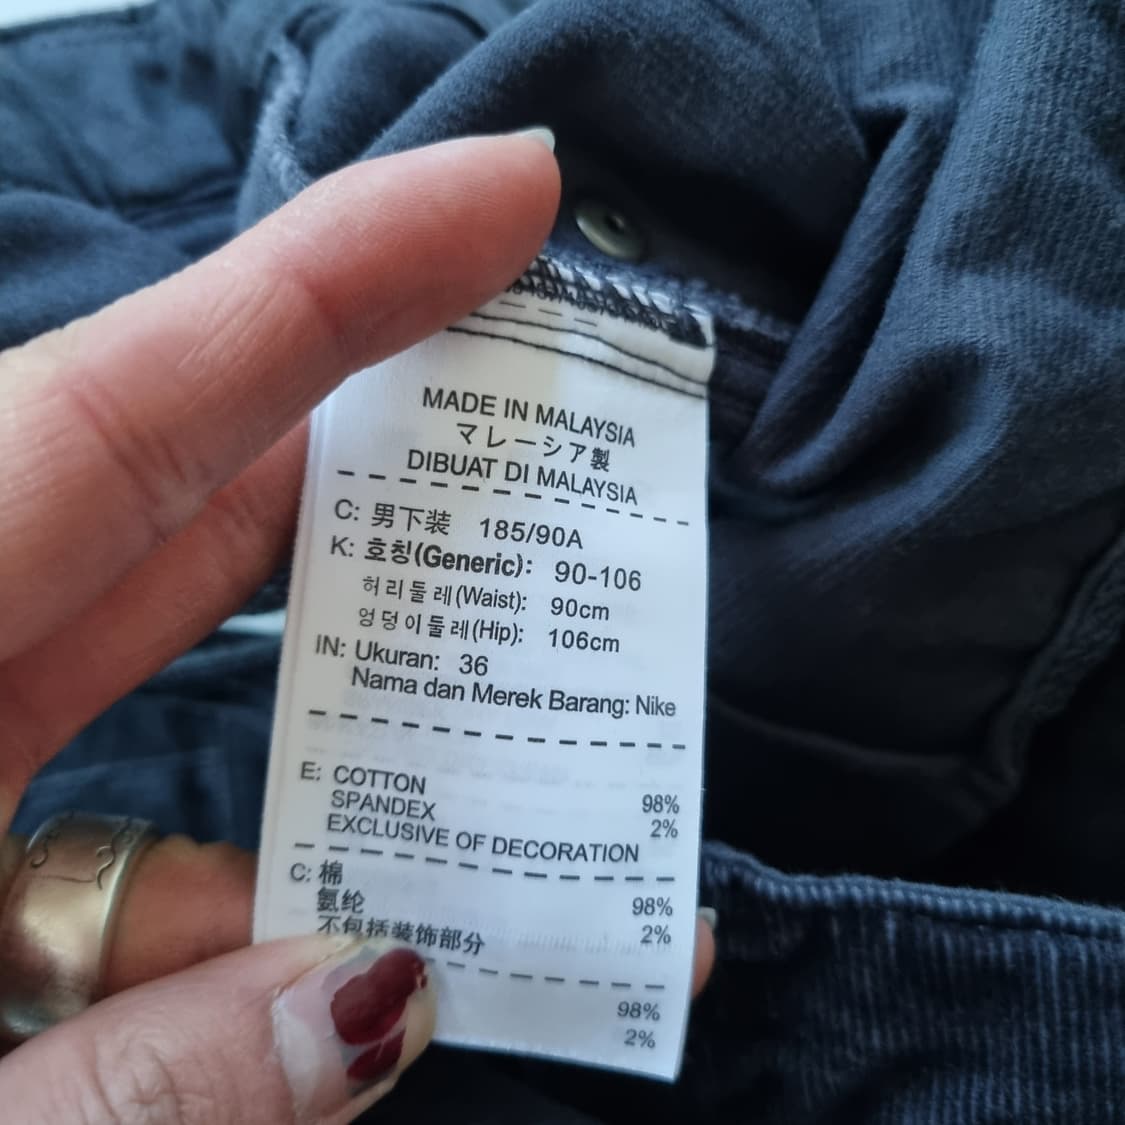 MADE IN MALAYSIA
マレーシア製
DIBUAT DI MALAYSIA
C: 男下装 185/90A
K: 호칭(Generic): 90-106
허리둘레(Waist): 90cm
엉덩이둘레(Hip): 106cm
IN: Ukuran: 36
Nama dan Merek Barang: Nike
E: COTTON 98%
SPANDEX 2%
EXCLUSIVE OF DECORATION
C: 棉 98%
氨纶 2%
不包括装饰部分
98%
2%